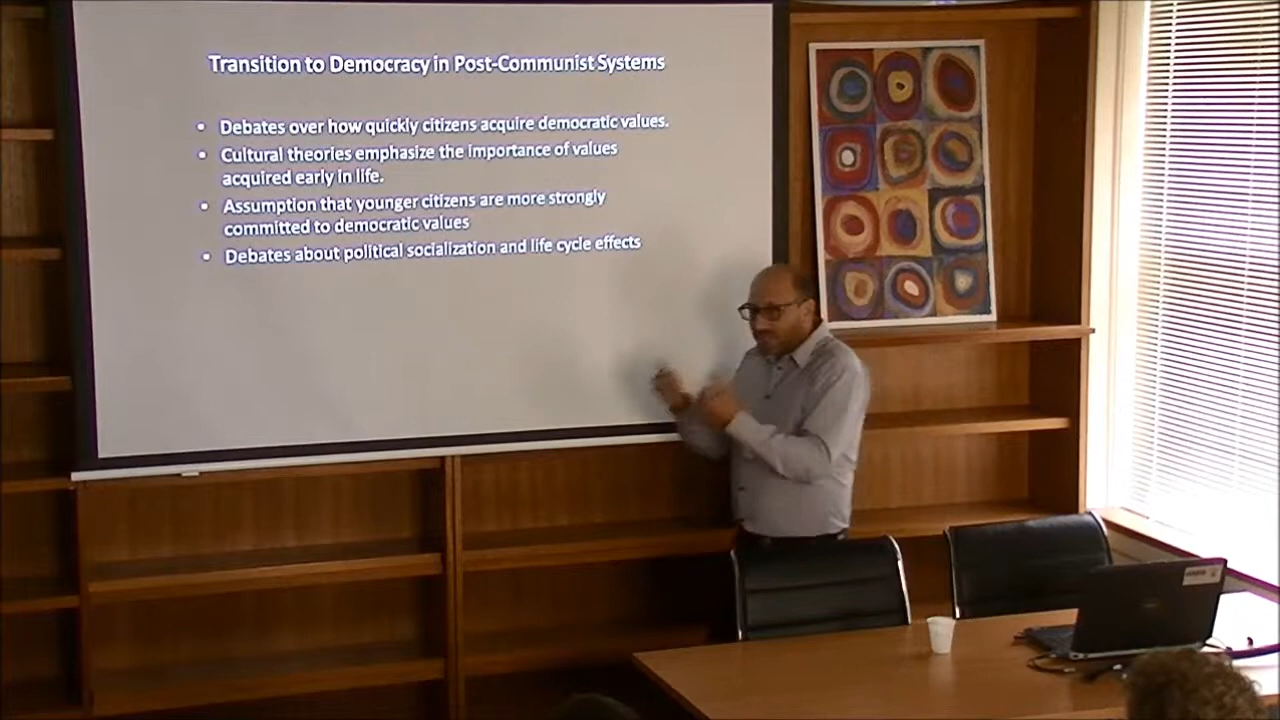 Transition to Democracy in Post-Communist Systems
• Debates over how quickly citizens acquire democratic values.
• Cultural theories emphasize the importance of values
acquired early in life.
• Assumption that younger citizens are more strongly
committed to democratic values
• Debates about political socialization and life cycle effects